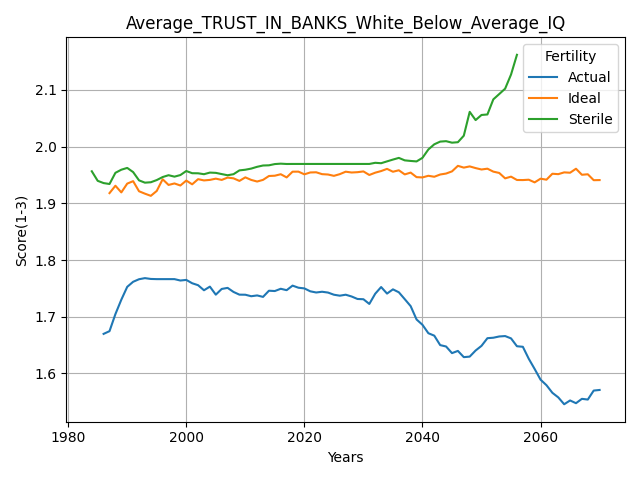 Average_TRUST_IN_BANKS_White_Below_Average_IQ
Fertility
Actual
Ideal
Sterile
2.1
2.0
1.9
1.8
1.7
1.6
Score(1-3)
1980
2000
2020
2040
2060
Years